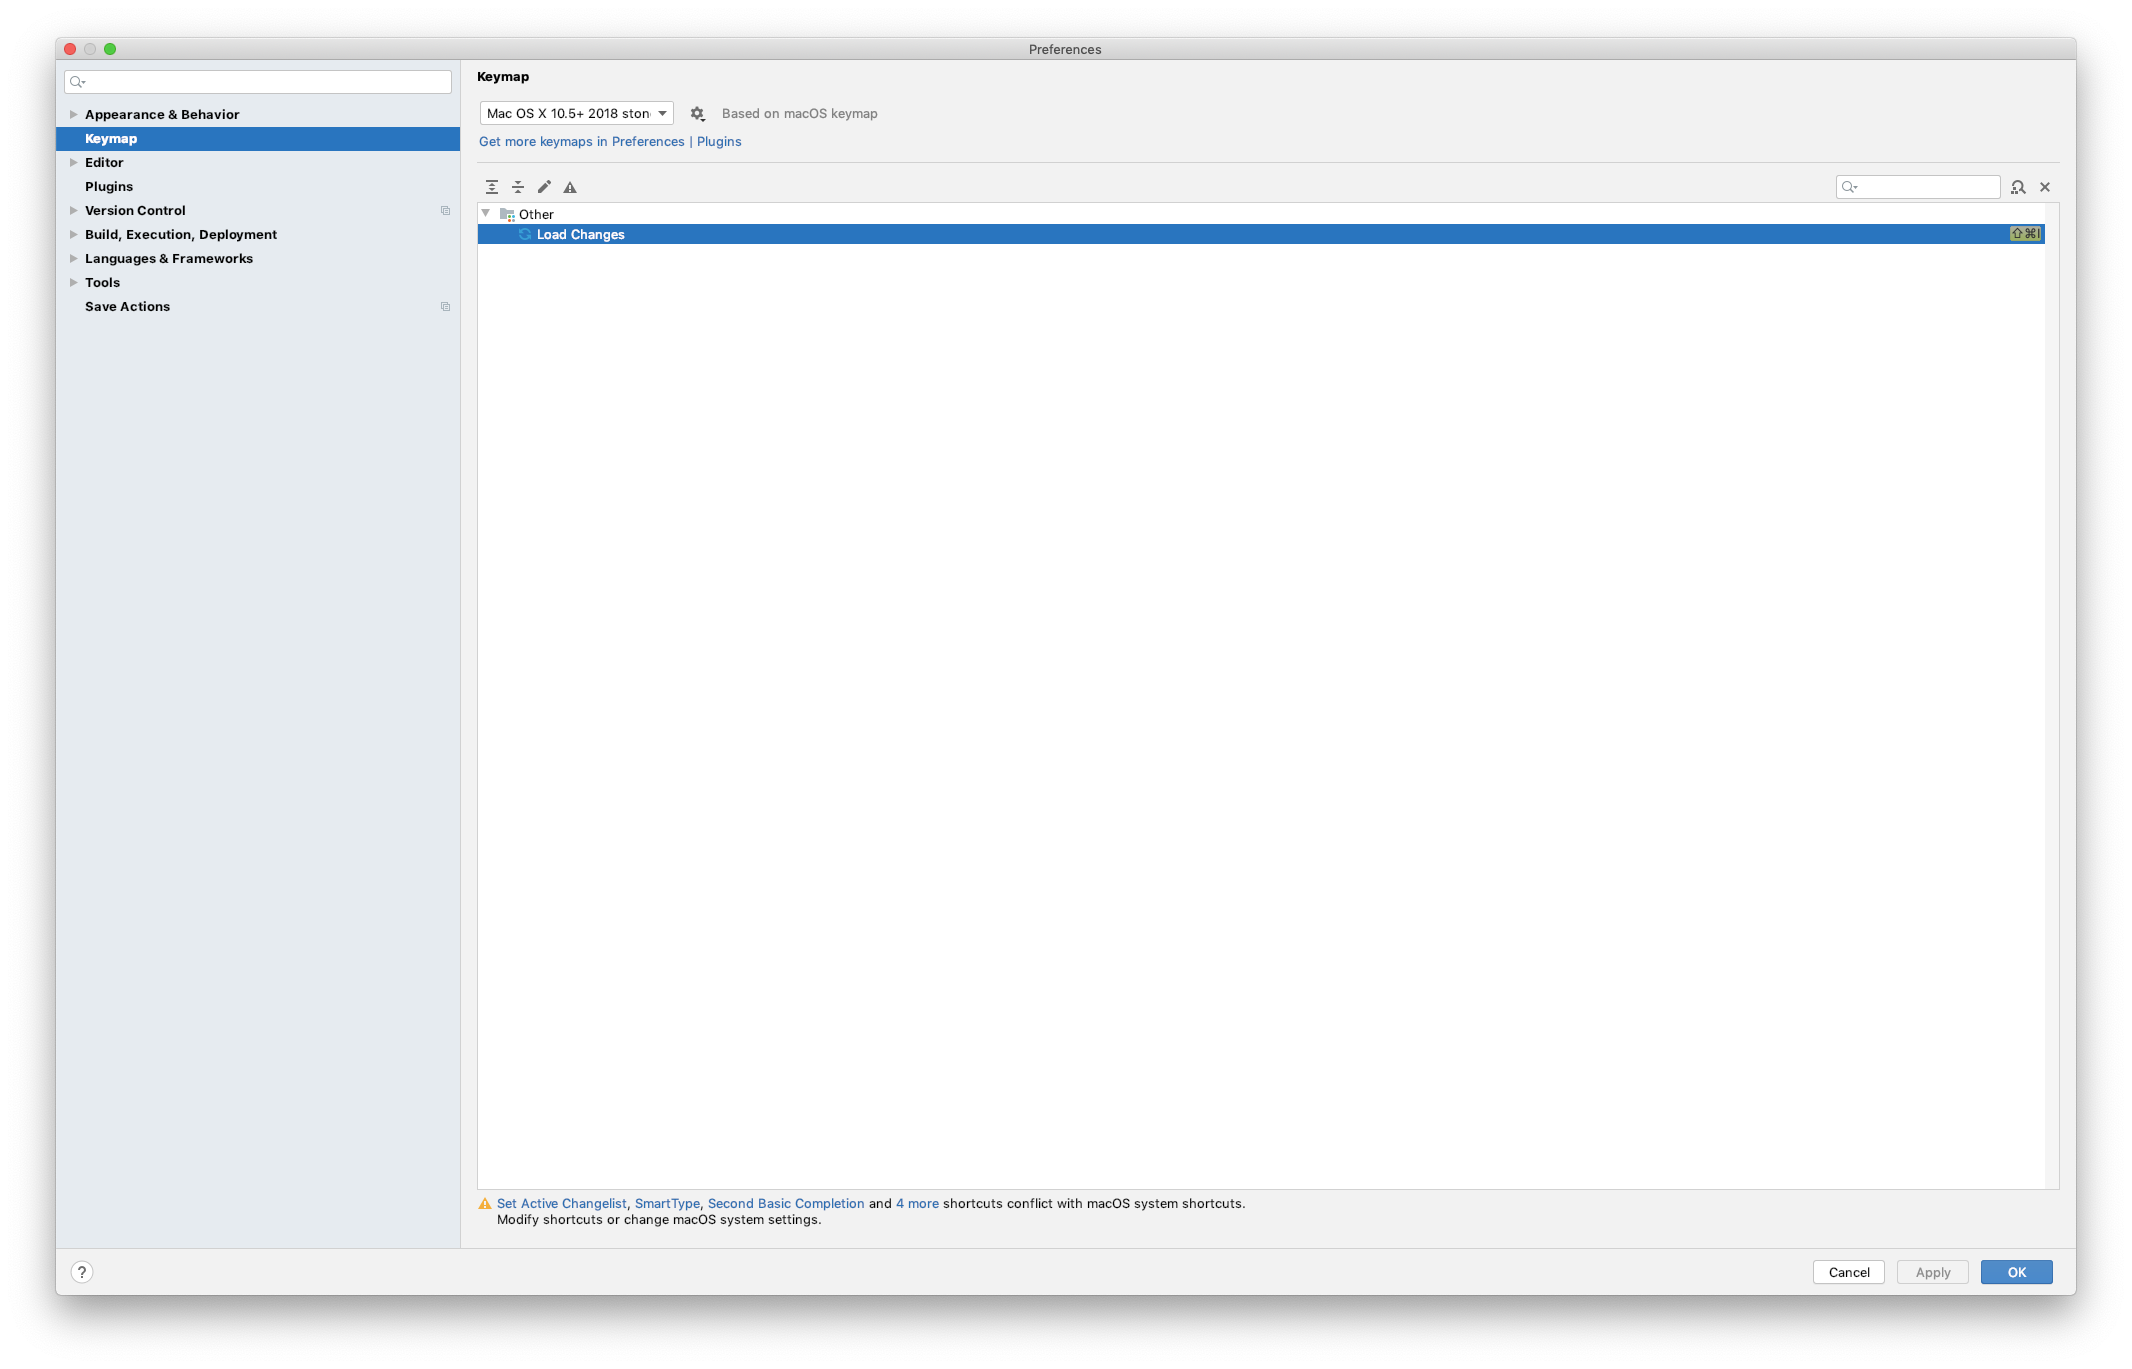 Preferences
Appearance & Behavior
Keymap
Editor
Plugins
Version Control
Build, Execution, Deployment
Languages & Frameworks
Tools
Save Actions
Keymap
Mac OS X 10.5+ 2018 ston
Based on macOS keymap
Get more keymaps in Preferences | Plugins
Other
Load Changes ⇧⌘I
Set Active Changelist, SmartType, Second Basic Completion and 4 more shortcuts conflict with macOS system shortcuts.
Modify shortcuts or change macOS system settings.
?
Cancel
Apply
OK